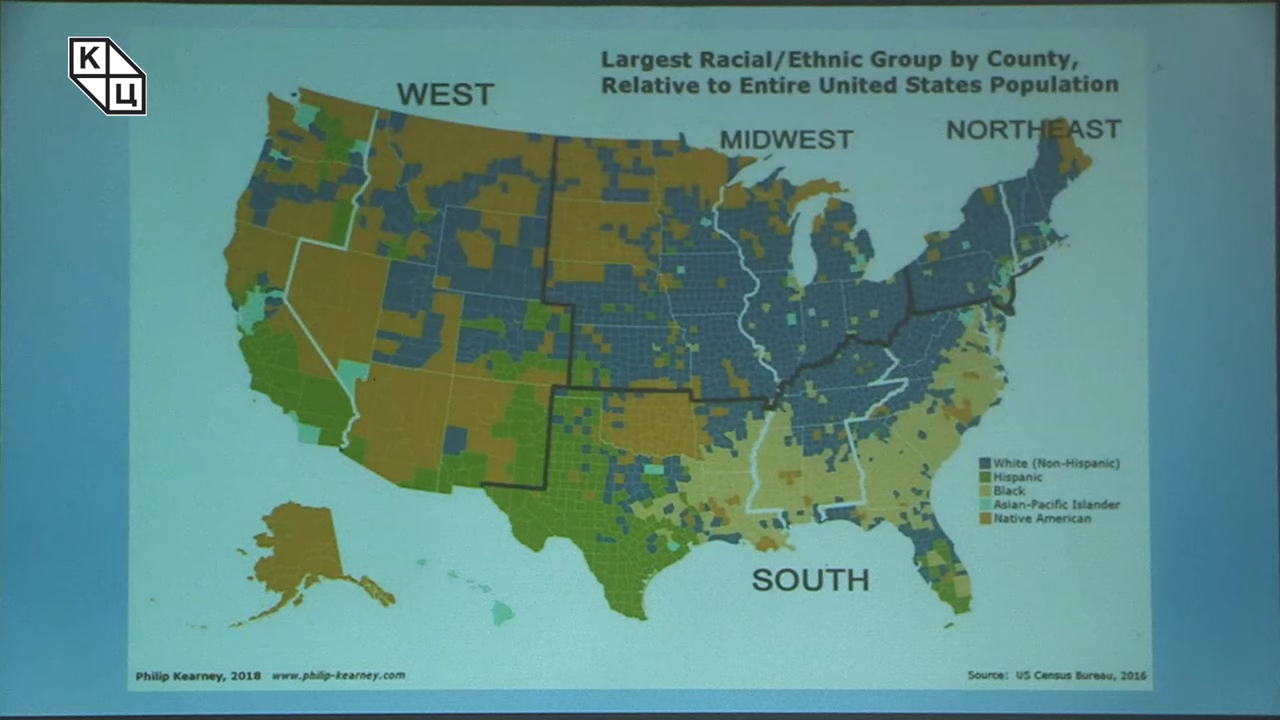 К
Ц
Largest Racial/Ethnic Group by County,
Relative to Entire United States Population
WEST
MIDWEST
NORTHEAST
White (Non-Hispanic)
Hispanic
Black
Asian-Pacific Islander
Native American
SOUTH
Philip Kearney, 2018 www.philip-kearney.com
Source: US Census Bureau, 2016